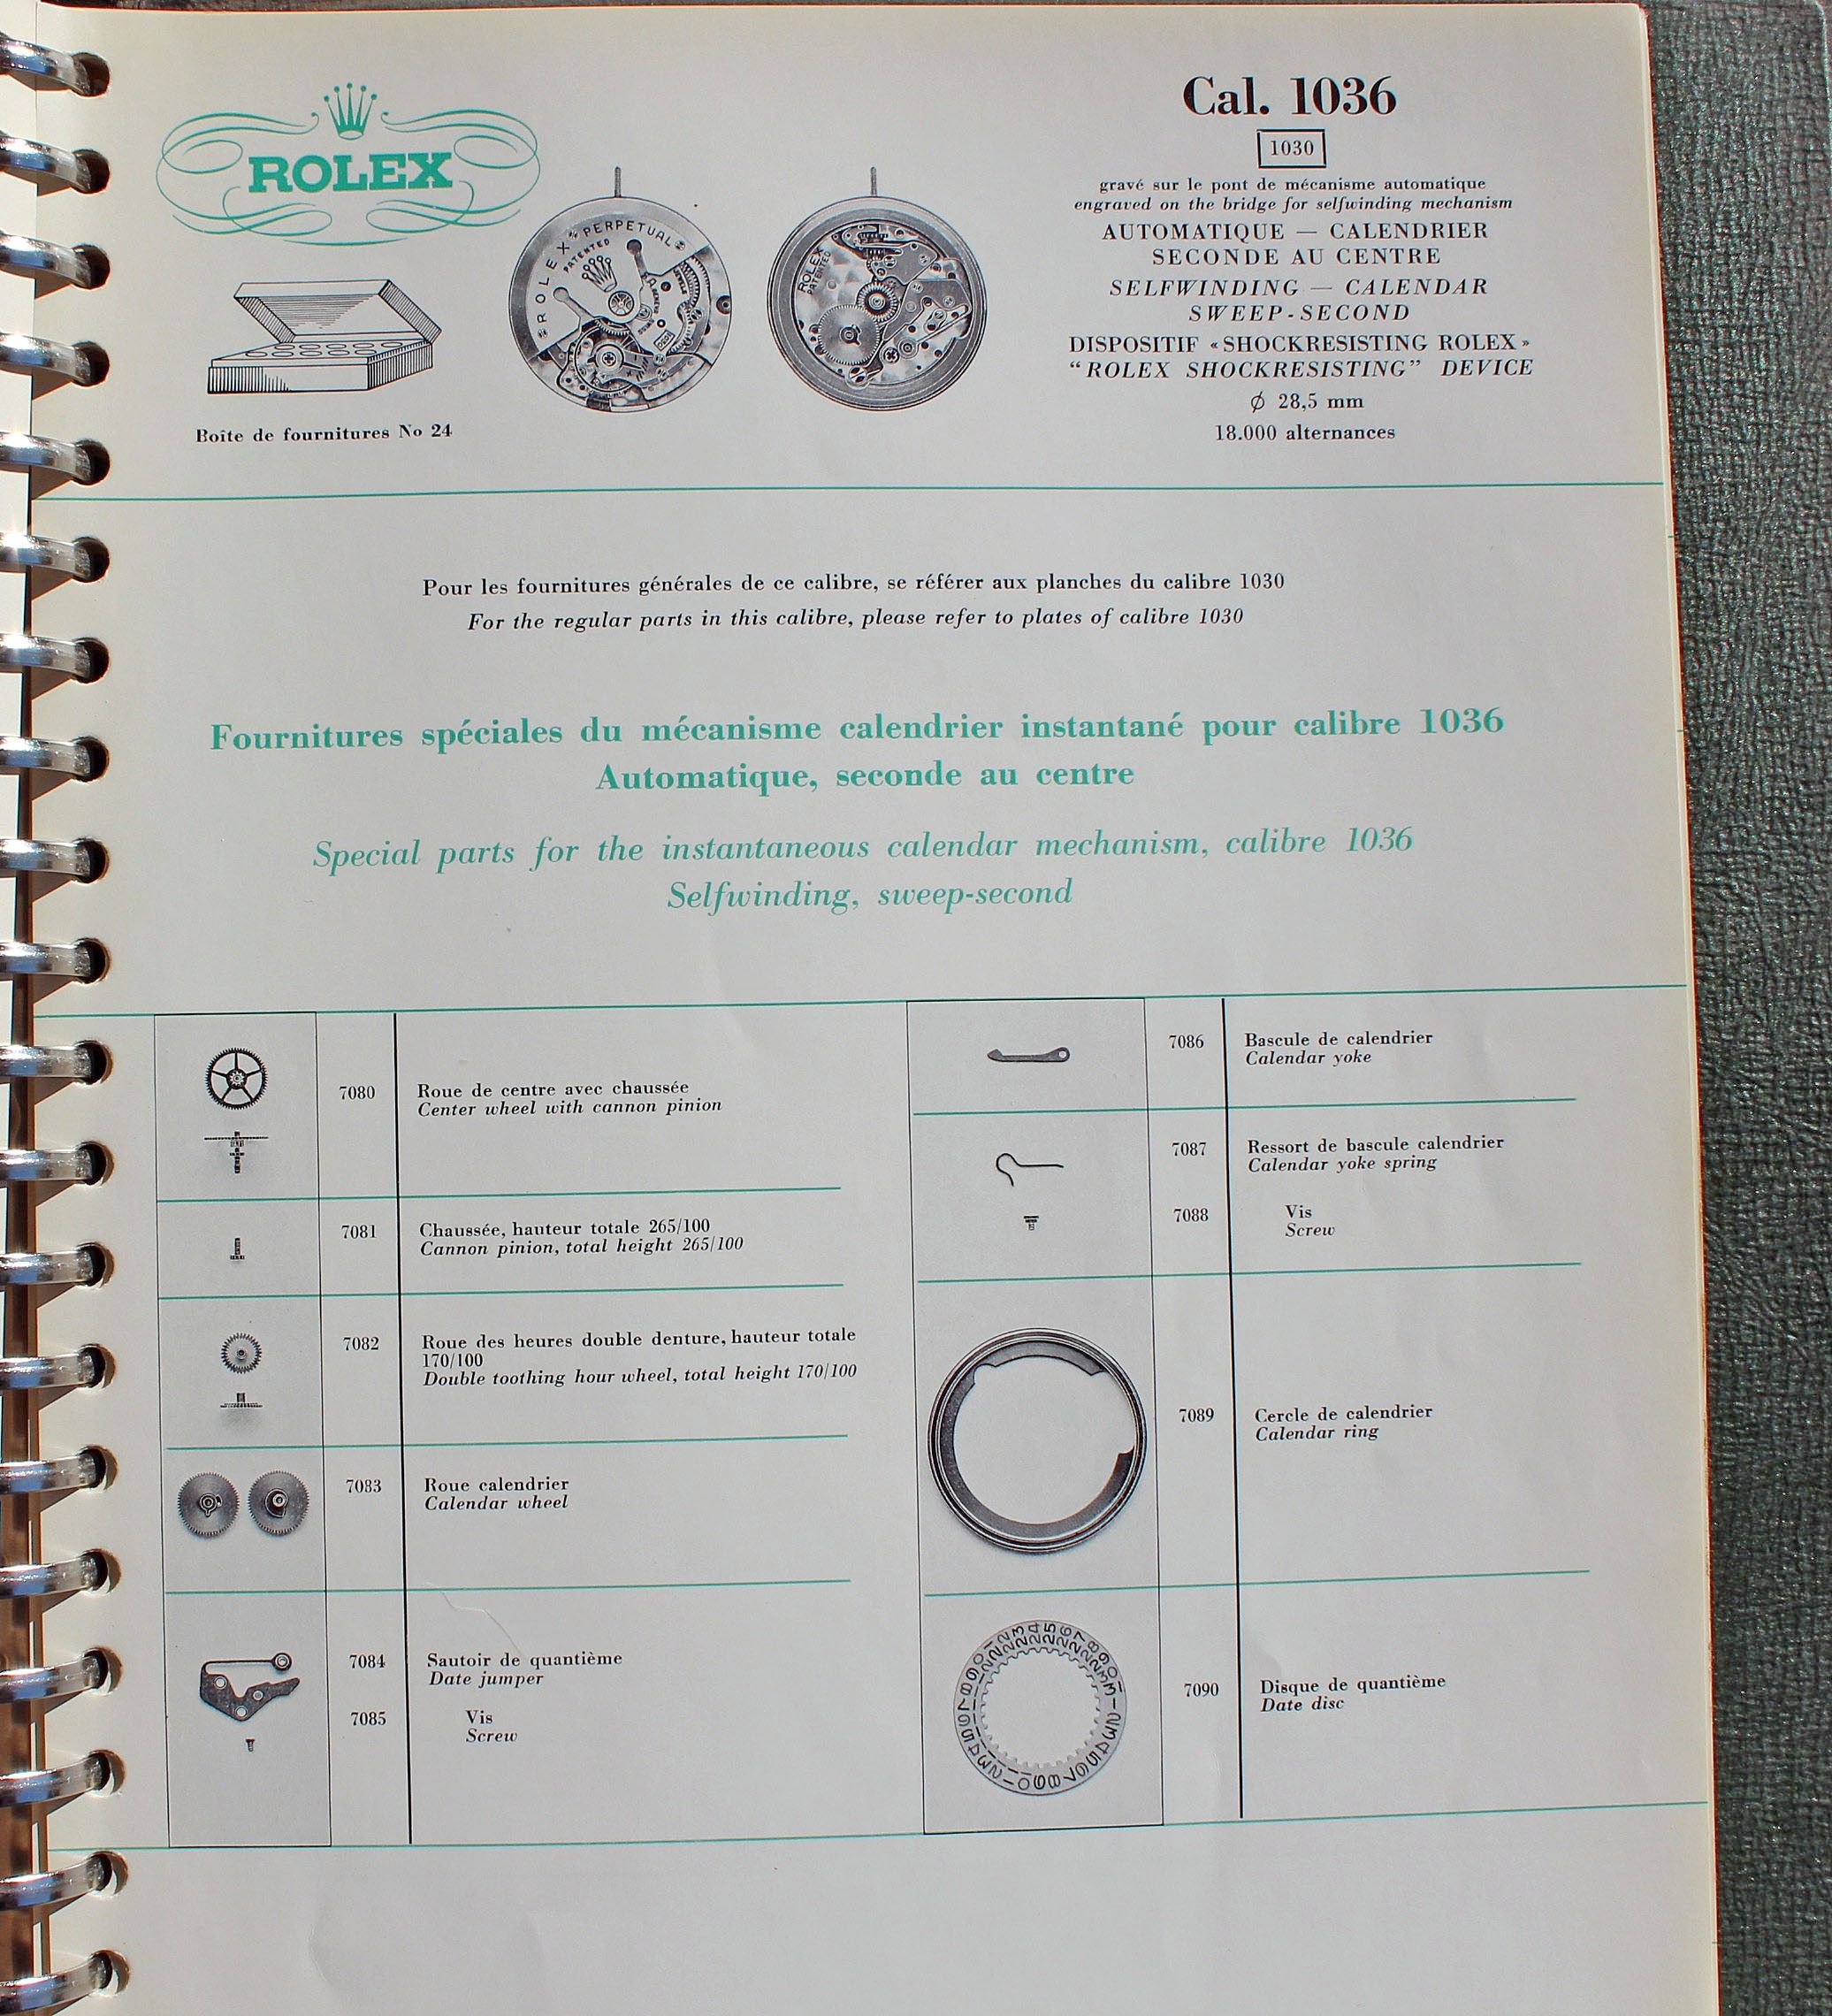 ROLEX
Boîte de fournitures No 24
ROLEX PERPETUAL
PATENTED
ROLEX
PATENTED
Cal. 1036
1030
gravé sur le pont de mécanisme automatique
engraved on the bridge for selfwinding mechanism
AUTOMATIQUE — CALENDRIER
SECONDE AU CENTRE
SELFWINDING — CALENDAR
SWEEP-SECOND
DISPOSITIF «SHOCKRESISTING ROLEX»
“ROLEX SHOCKRESISTING” DEVICE
∅ 28,5 mm
18.000 alternances
Pour les fournitures générales de ce calibre, se référer aux planches du calibre 1030
For the regular parts in this calibre, please refer to plates of calibre 1030
Fournitures spéciales du mécanisme calendrier instantané pour calibre 1036
Automatique, seconde au centre
Special parts for the instantaneous calendar mechanism, calibre 1036
Selfwinding, sweep-second
7080 Roue de centre avec chaussée
Center wheel with cannon pinion
7081 Chaussée, hauteur totale 265/100
Cannon pinion, total height 265/100
7082 Roue des heures double denture, hauteur totale
170/100
Double toothing hour wheel, total height 170/100
7083 Roue calendrier
Calendar wheel
7084 Sautoir de quantième
Date jumper
7085 Vis
Screw
7086 Bascule de calendrier
Calendar yoke
7087 Ressort de bascule calendrier
Calendar yoke spring
7088 Vis
Screw
7089 Cercle de calendrier
Calendar ring
7090 Disque de quantième
Date disc